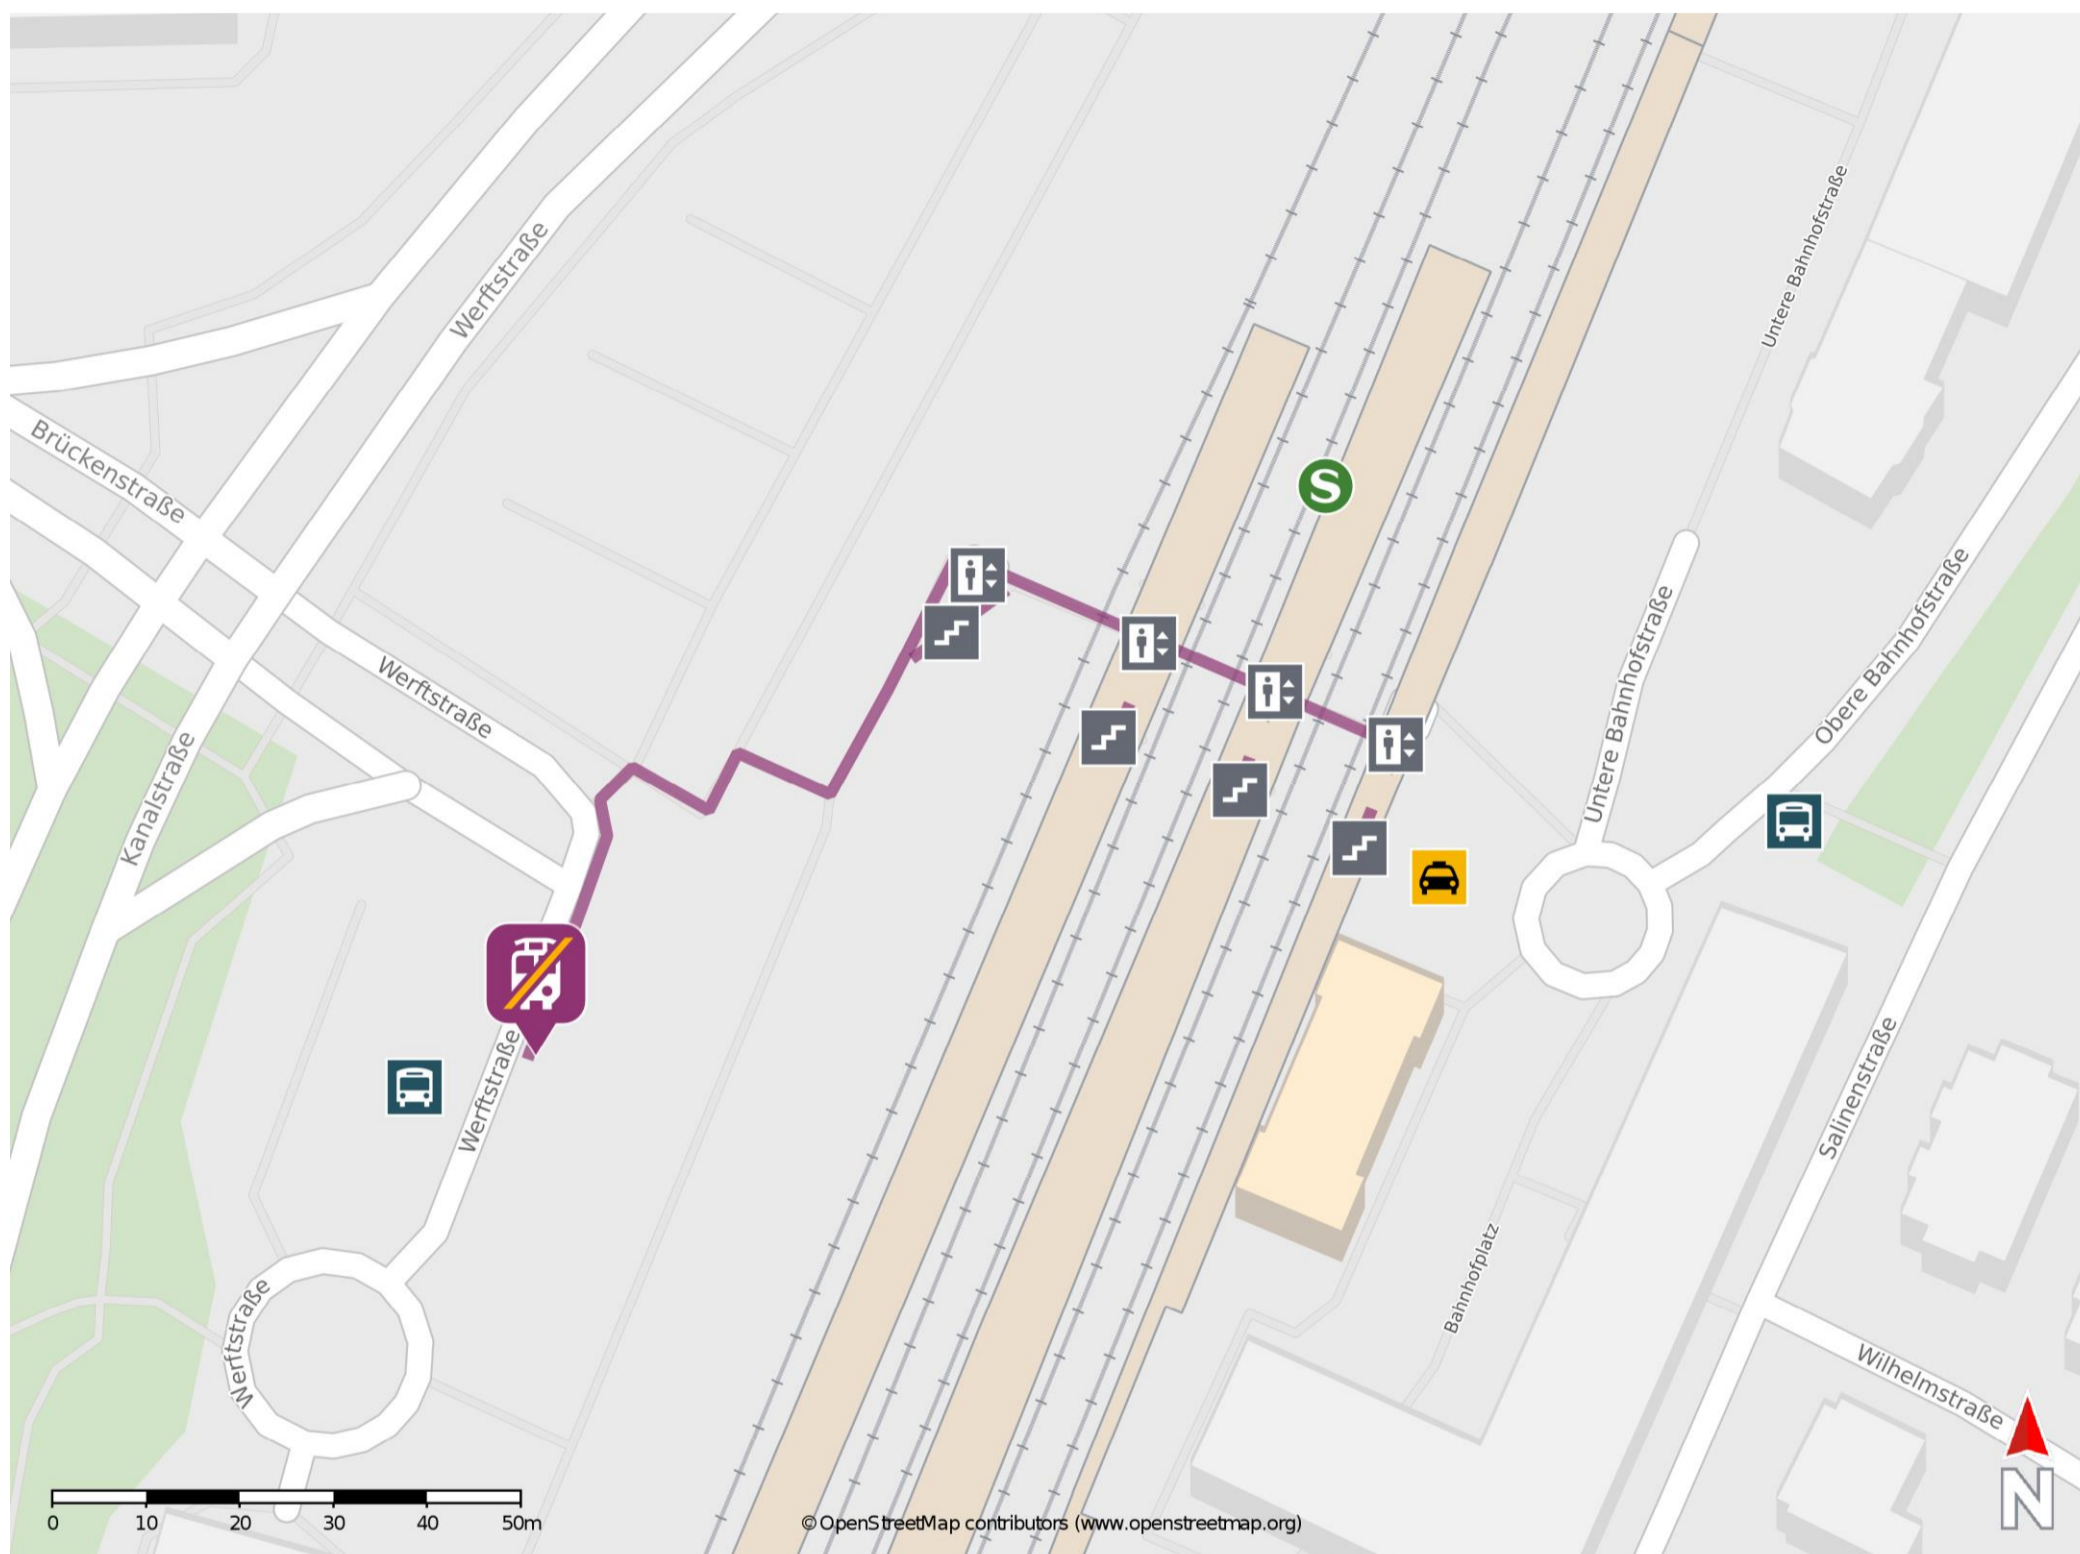 Untere Bahnhofstraße
Werftstraße
Brückenstraße
S
Obere Bahnhofstraße
Untere Bahnhofstraße
Werftstraße
Kanalstraße
Werftstraße
Salinenstraße
Bahnhofplatz
Werftstraße
Wilhelmstraße
N
0 10 20 30 40 50m
© OpenStreetMap contributors (www.openstreetmap.org)